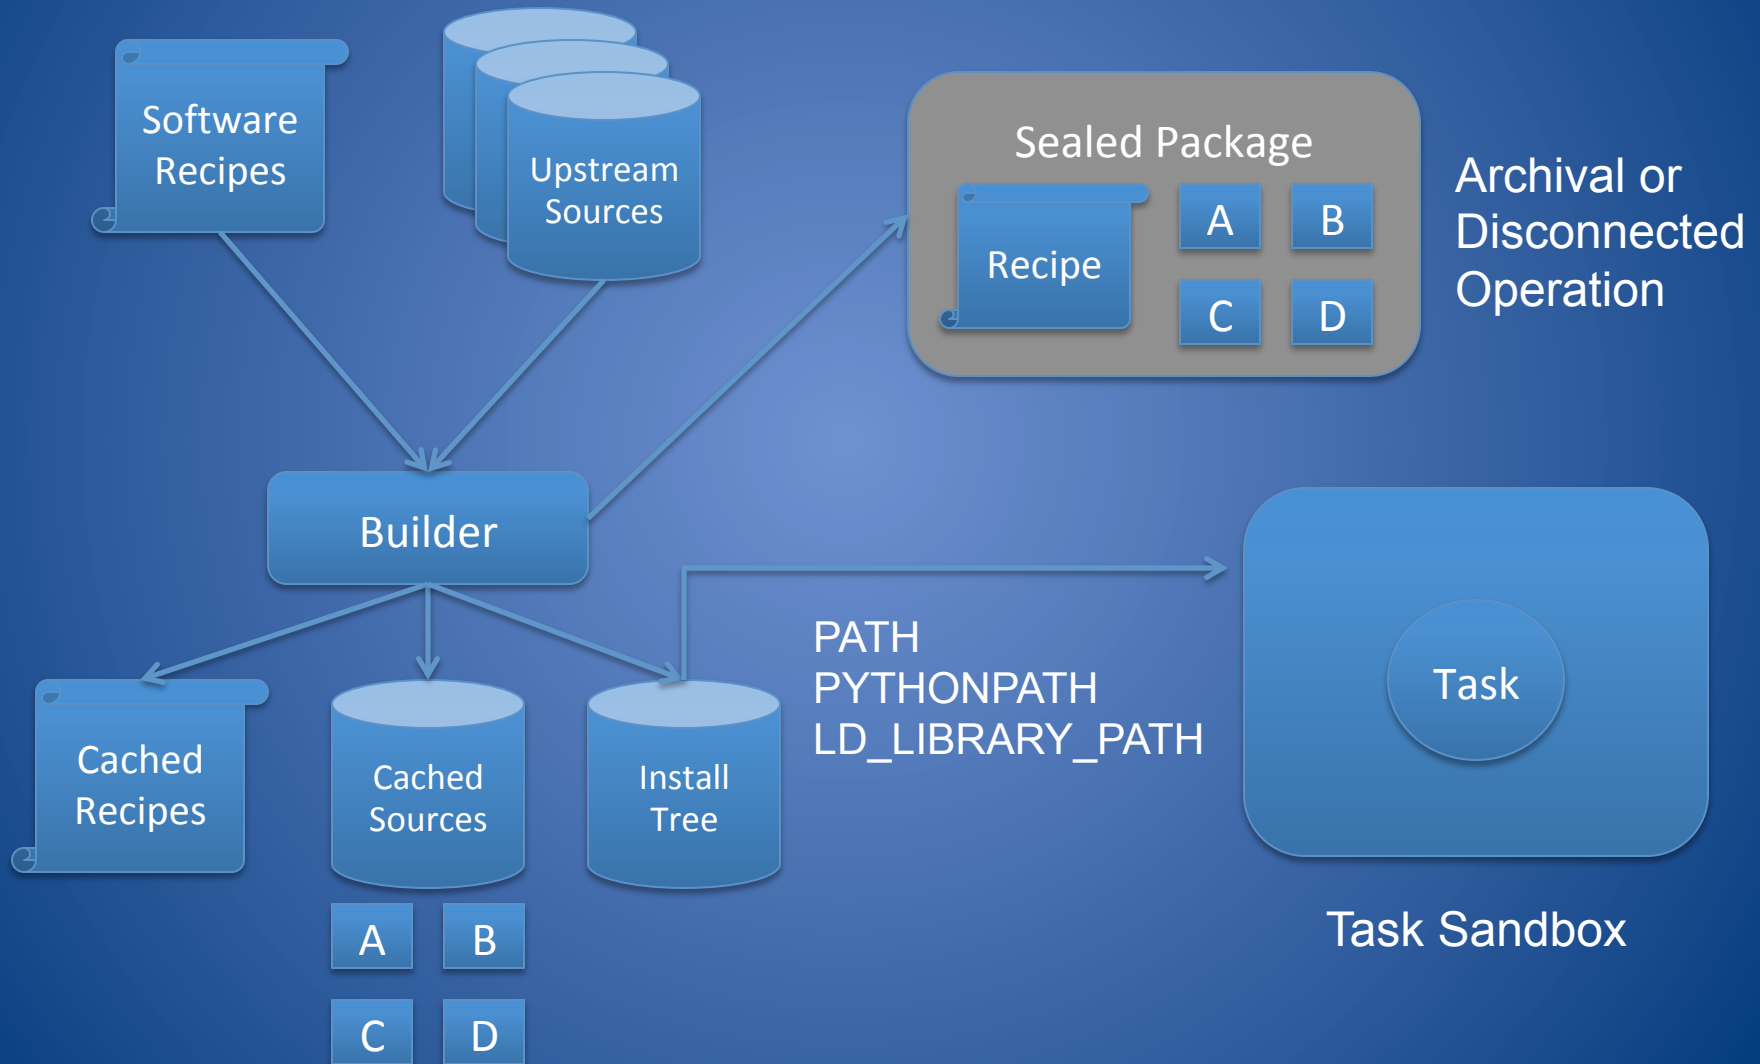 Software
Recipes
Upstream
Sources
Sealed Package
Recipe
A
B
C
D
Archival or
Disconnected
Operation
Builder
PATH
PYTHONPATH
LD_LIBRARY_PATH
Task
Task Sandbox
Cached
Recipes
Cached
Sources
Install
Tree
A
B
C
D